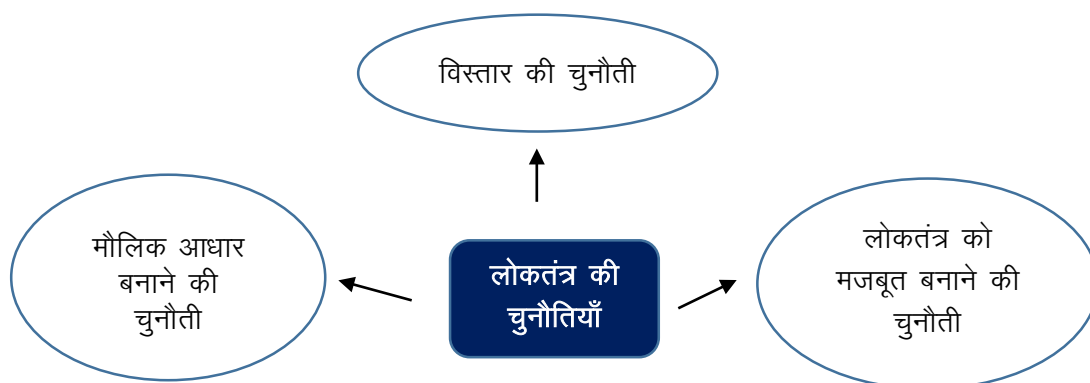 विस्तार की चुनौती
मौलिक आधार
बनाने की
चुनौती
लोकतंत्र की
चुनौतियाँ
लोकतंत्र को
मजबूत बनाने की
चुनौती